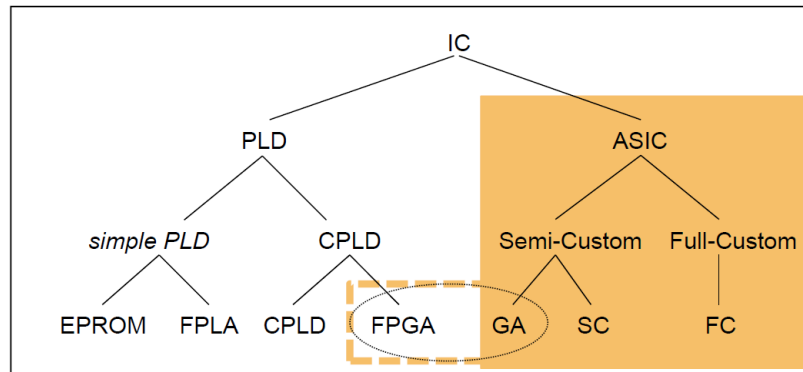 IC
PLD ASIC
simple PLD CPLD Semi-Custom Full-Custom
EPROM FPLA CPLD FPGA GA SC FC